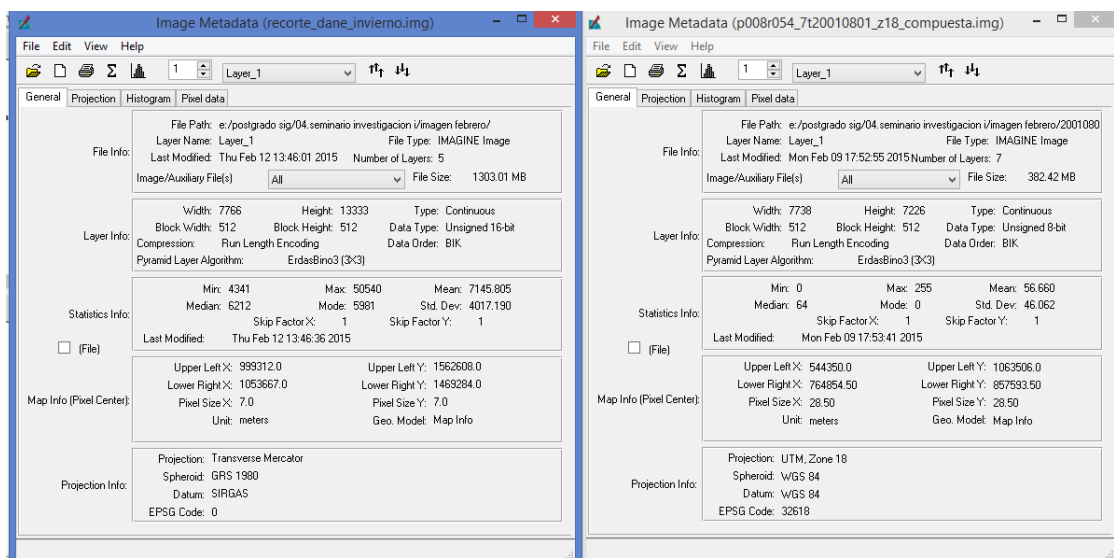 Image Metadata (recorte_dane_invierno.img)
File Edit View Help
1 Layer_1
General Projection Histogram Pixel data
File Info:
File Path: e:/postgrado sig/04.seminario investigacion i/imagen febrero/
Layer Name: Layer_1 File Type: IMAGINE Image
Last Modified: Thu Feb 12 13:46:01 2015 Number of Layers: 5
Image/Auxiliary File(s) All File Size: 1303.01 MB
Layer Info:
Width: 7766 Height: 13333 Type: Continuous
Block Width: 512 Block Height: 512 Data Type: Unsigned 16-bit
Compression: Run Length Encoding Data Order: BIK
Pyramid Layer Algorithm: ErdasBino3 (3X3)
Statistics Info:
Min: 4341 Max: 50540 Mean: 7145.805
Median: 6212 Mode: 5981 Std. Dev: 4017.190
Skip Factor X: 1 Skip Factor Y: 1
Last Modified: Thu Feb 12 13:46:36 2015
(File)
Map Info (Pixel Center):
Upper Left X: 999312.0 Upper Left Y: 1562608.0
Lower Right X: 1053667.0 Lower Right Y: 1469284.0
Pixel Size X: 7.0 Pixel Size Y: 7.0
Unit: meters Geo. Model: Map Info
Projection Info:
Projection: Transverse Mercator
Spheroid: GRS 1980
Datum: SIRGAS
EPSG Code: 0
Image Metadata (p008r054_7t20010801_z18_compuesta.img)
File Edit View Help
1 Layer_1
General Projection Histogram Pixel data
File Info:
File Path: e:/postgrado sig/04.seminario investigacion i/imagen febrero/2001080
Layer Name: Layer_1 File Type: IMAGINE Image
Last Modified: Mon Feb 09 17:52:55 2015 Number of Layers: 7
Image/Auxiliary File(s) All File Size: 382.42 MB
Layer Info:
Width: 7738 Height: 7226 Type: Continuous
Block Width: 512 Block Height: 512 Data Type: Unsigned 8-bit
Compression: Run Length Encoding Data Order: BIK
Pyramid Layer Algorithm: ErdasBino3 (3X3)
Statistics Info:
Min: 0 Max: 255 Mean: 56.660
Median: 64 Mode: 0 Std. Dev: 46.062
Skip Factor X: 1 Skip Factor Y: 1
Last Modified: Mon Feb 09 17:53:41 2015
(File)
Map Info (Pixel Center):
Upper Left X: 544350.0 Upper Left Y: 1063506.0
Lower Right X: 764854.50 Lower Right Y: 857593.50
Pixel Size X: 28.50 Pixel Size Y: 28.50
Unit: meters Geo. Model: Map Info
Projection Info:
Projection: UTM, Zone 18
Spheroid: WGS 84
Datum: WGS 84
EPSG Code: 32618